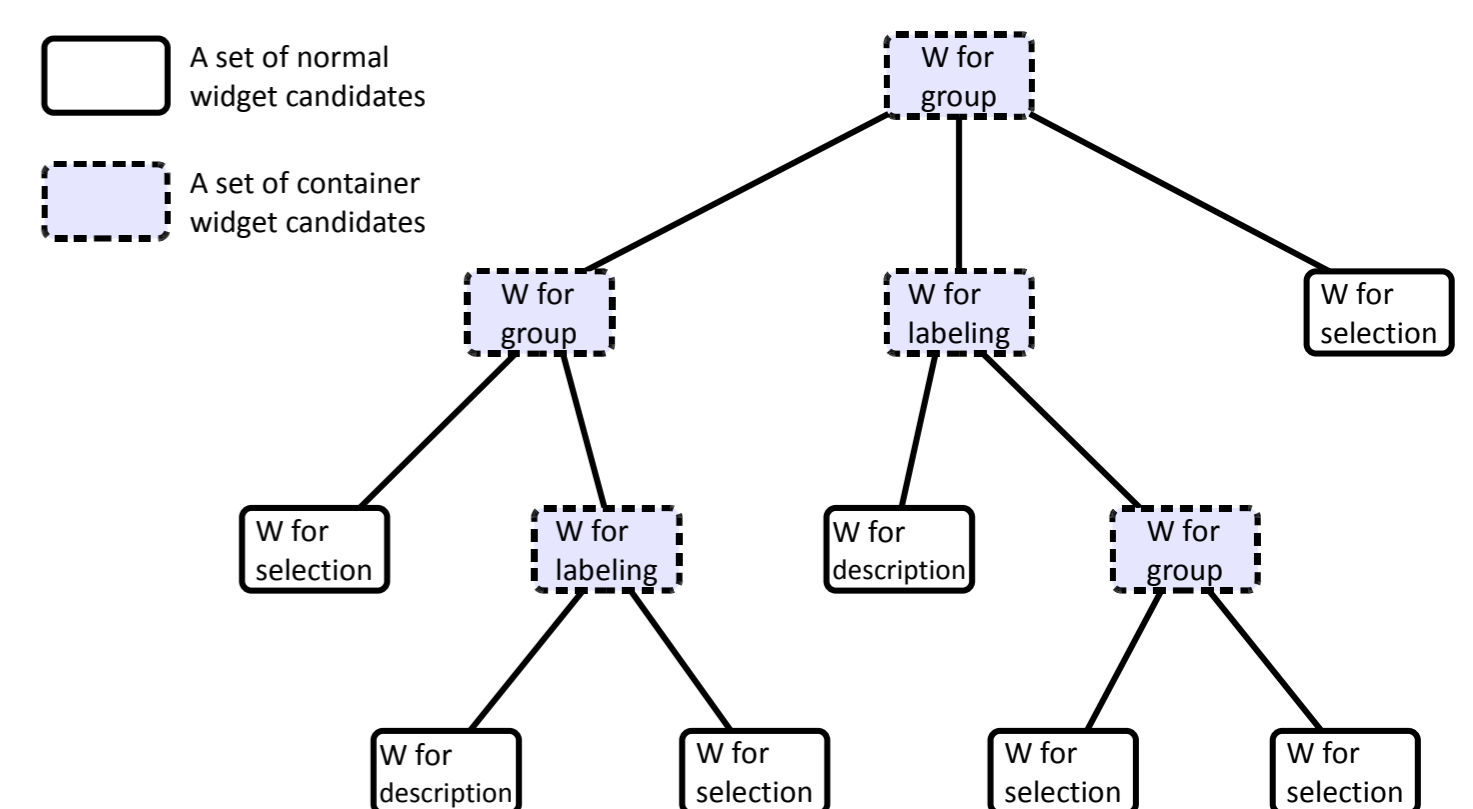 A set of normal
widget candidates
A set of container
widget candidates
W for
group
W for
group
W for
labeling
W for
selection
W for
selection
W for
labeling
W for
description
W for
group
W for
description
W for
selection
W for
selection
W for
selection